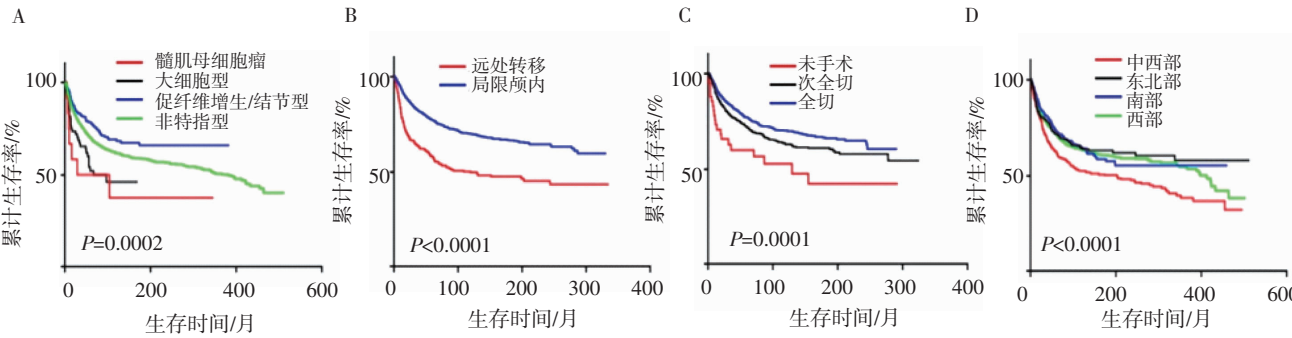 A
髓肌母细胞瘤
大细胞型
促纤维增生/结节型
非特指型
累计生存率/%
100
50
P=0.0002
0 200 400 600
生存时间/月
B
远处转移
局限颅内
累计生存率/%
100
50
P<0.0001
0 100 200 300 400
生存时间/月
C
未手术
次全切
全切
累计生存率/%
100
50
P=0.0001
0 100 200 300 400
生存时间/月
D
中西部
东北部
南部
西部
累计生存率/%
100
50
P<0.0001
0 200 400 600
生存时间/月